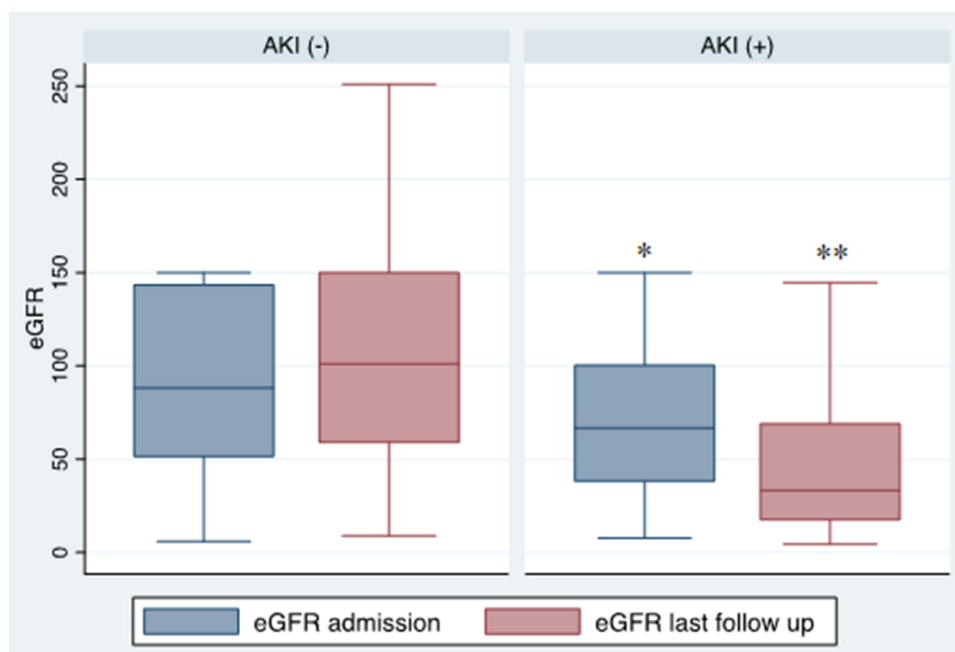 AKI (-)
AKI (+)
250
200
150
100
50
0
eGFR
*
**
eGFR admission
eGFR last follow up